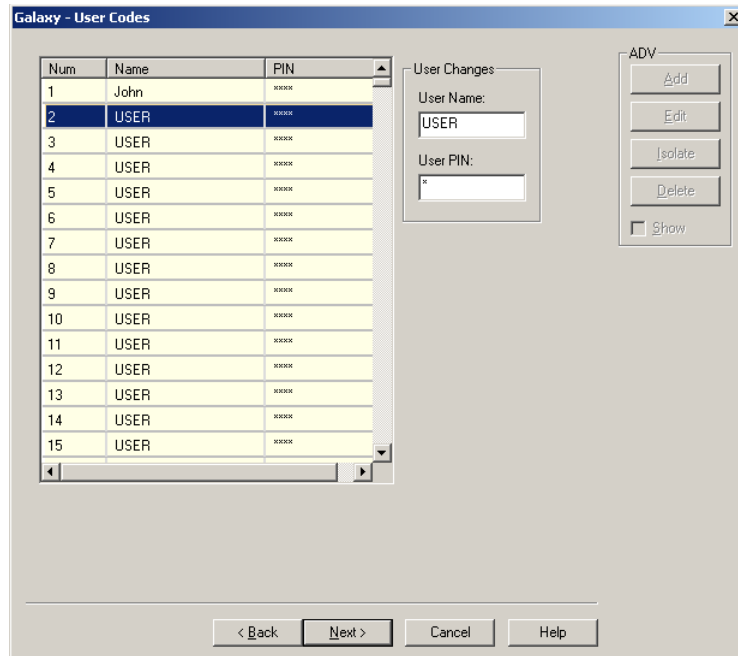 Galaxy - User Codes
Num Name PIN
1 John ****
2 USER ****
3 USER ****
4 USER ****
5 USER ****
6 USER ****
7 USER ****
8 USER ****
9 USER ****
10 USER ****
11 USER ****
12 USER ****
13 USER ****
14 USER ****
15 USER ****
User Changes
User Name:
USER
User PIN:
*
ADV
Add
Edit
Isolate
Delete
Show
< Back
Next >
Cancel
Help